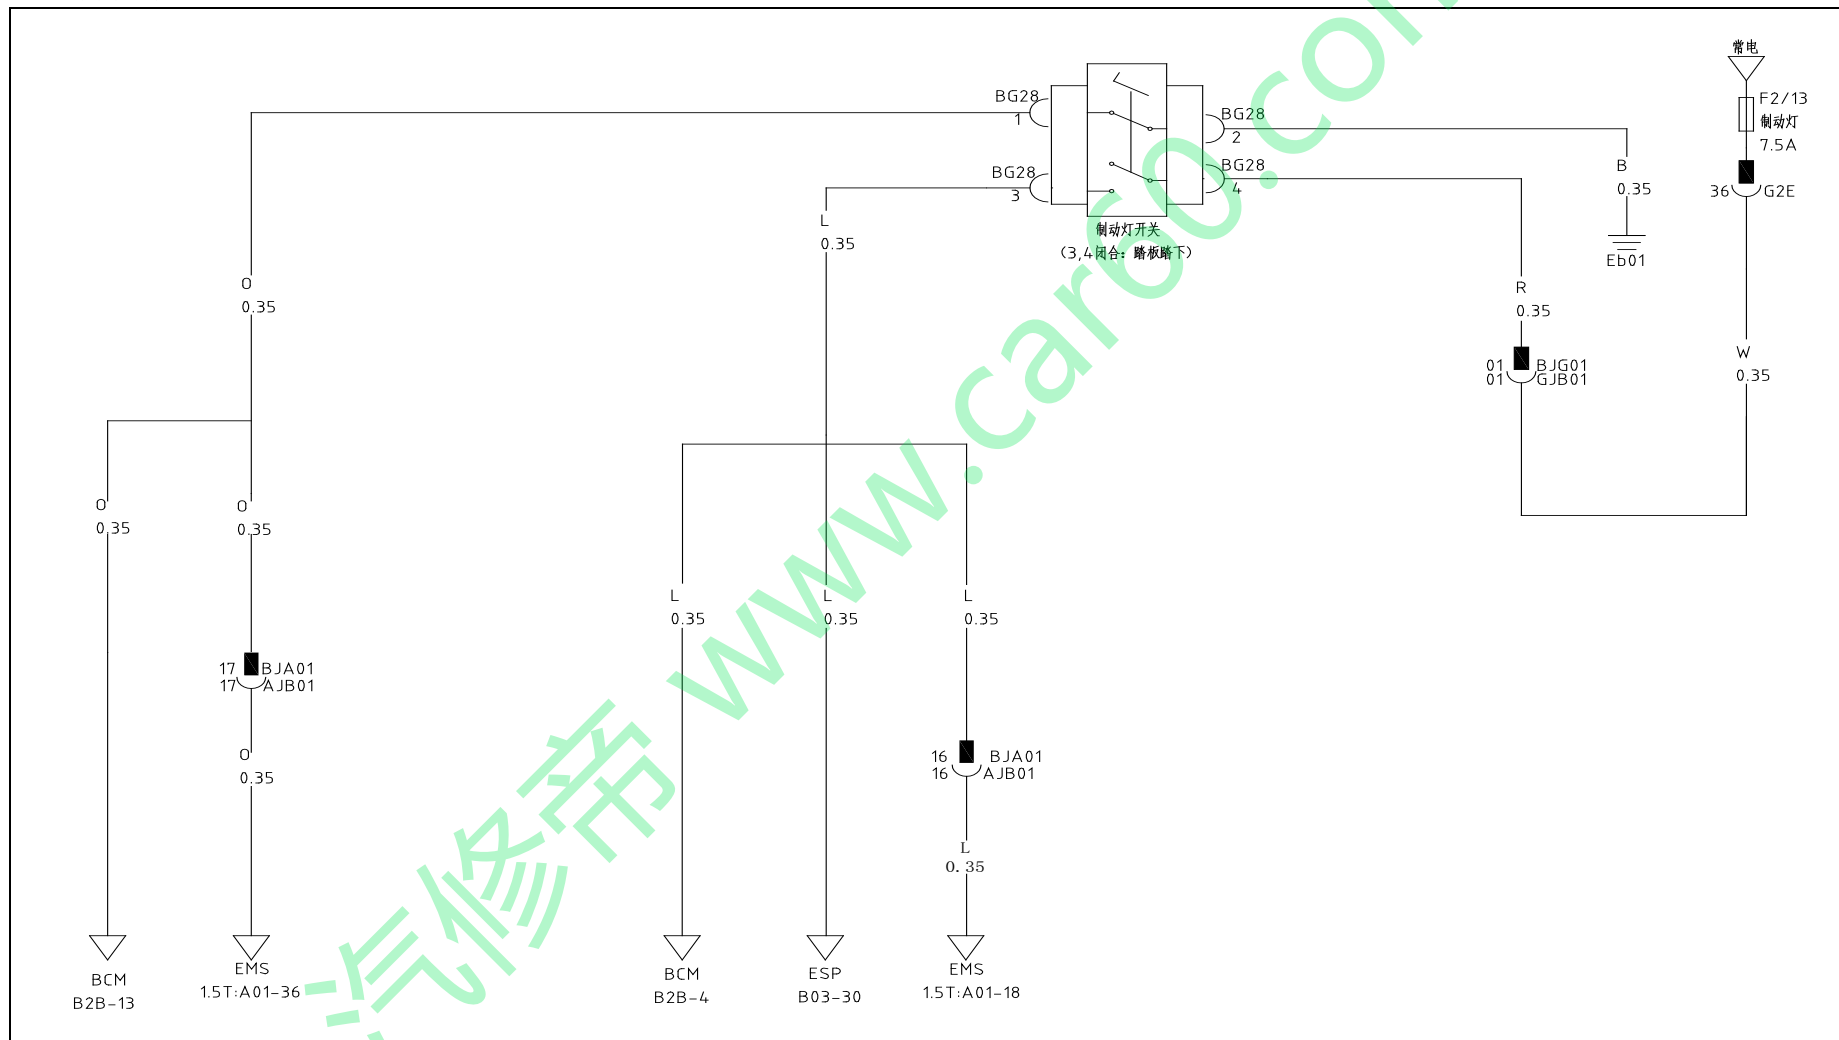 常电
F2/13
制动灯
7.5A
36 G2E
BG28
1
BG28
2
BG28
3
BG28
4
制动灯开关
(3,4闭合：踏板踏下)
B
0.35
Eb01
L
0.35
O
0.35
R
0.35
01 BJG01
01 GJB01
W
0.35
O
0.35
O
0.35
L
0.35
L
0.35
L
0.35
17 BJA01
17 AJB01
O
0.35
16 BJA01
16 AJB01
L
0.35
BCM
B2B-13
EMS
1.5T:A01-36
BCM
B2B-4
ESP
B03-30
EMS
1.5T:A01-18
汽修帝 www.car60.com